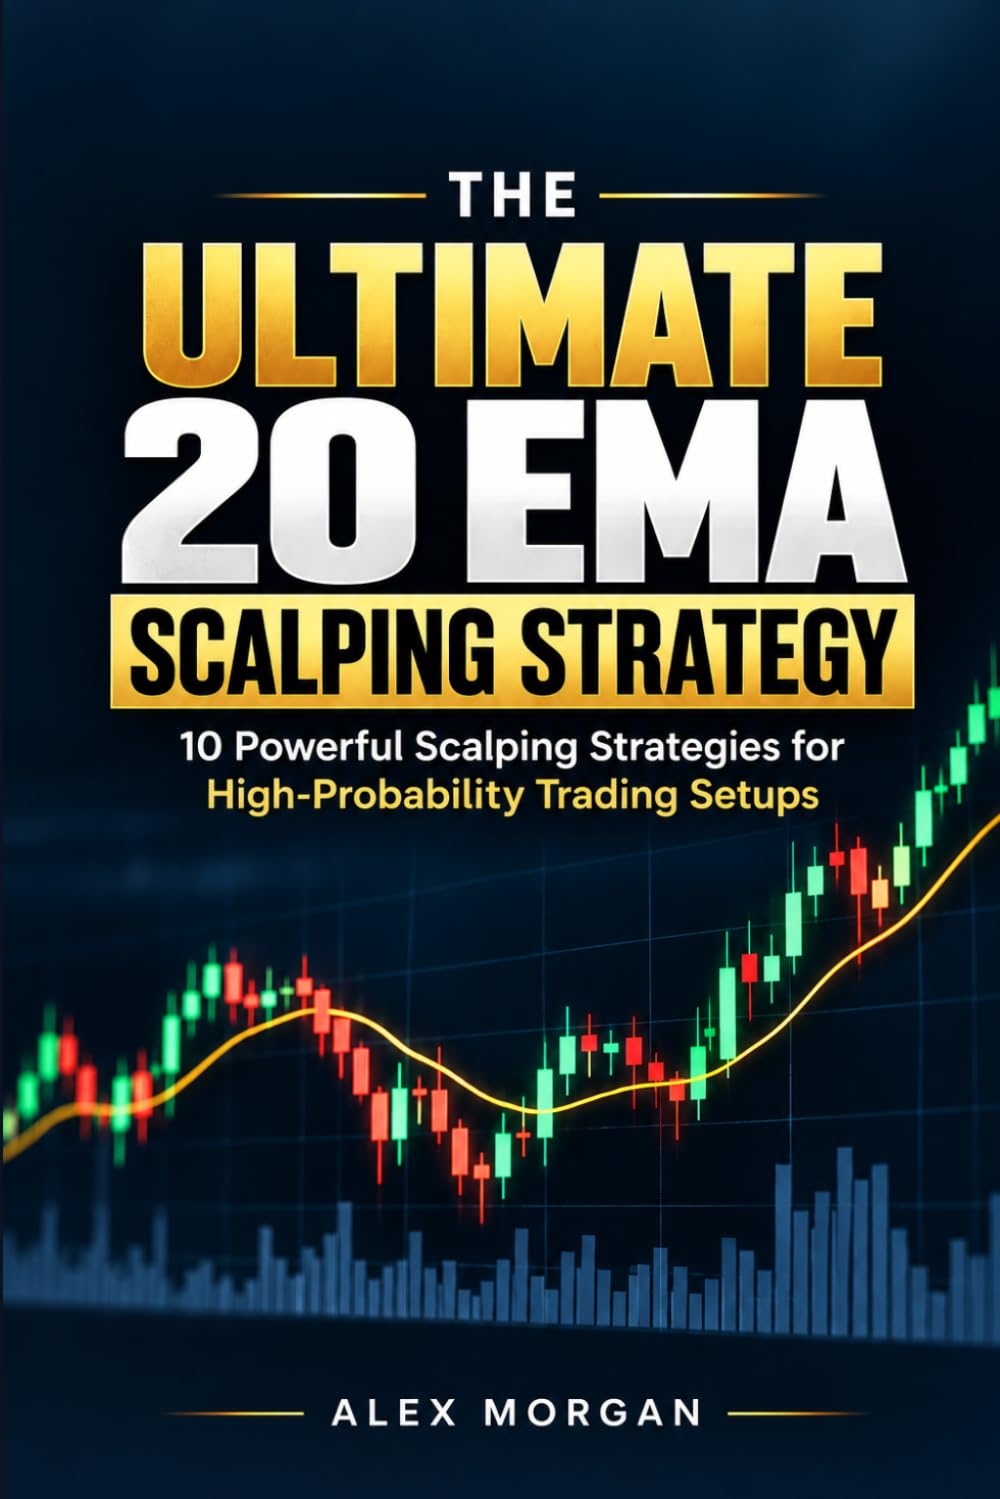 THE
ULTIMATE
20 EMA
SCALPING STRATEGY
10 Powerful Scalping Strategies for
High-Probability Trading Setups
ALEX MORGAN